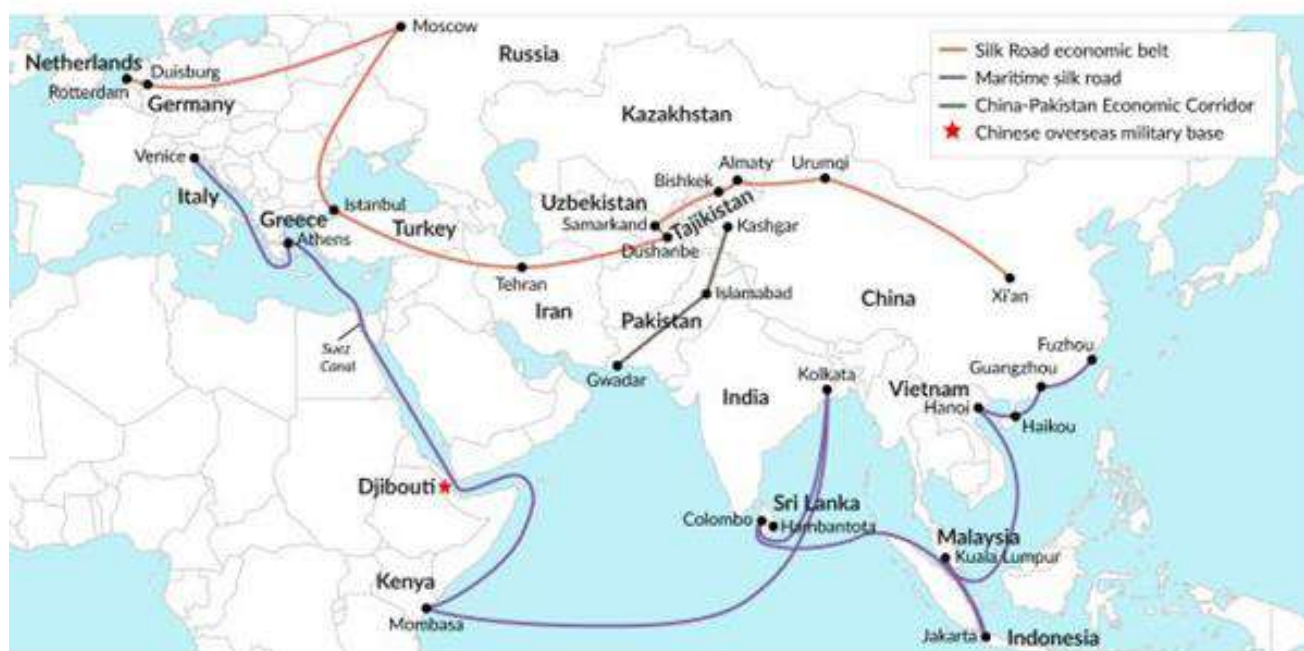 Moscow
Netherlands
Duisburg
Rotterdam
Germany
Russia
Silk Road economic belt
Maritime silk road
China-Pakistan Economic Corridor
Chinese overseas military base
Kazakhstan
Venice
Italy
Almaty
Urumqi
Bishkek
Uzbekistan
Samarkand
Tajikistan
Kashgar
Dushanbe
Greece
Athens
Istanbul
Turkey
Tehran
Iran
Islamabad
Pakistan
China
Xi'an
Suez
Canal
Gwadar
Kolkata
India
Fuzhou
Guangzhou
Vietnam
Hanoi
Haikou
Djibouti
Sri Lanka
Colombo
Hambantota
Malaysia
Kuala Lumpur
Kenya
Mombasa
Jakarta
Indonesia